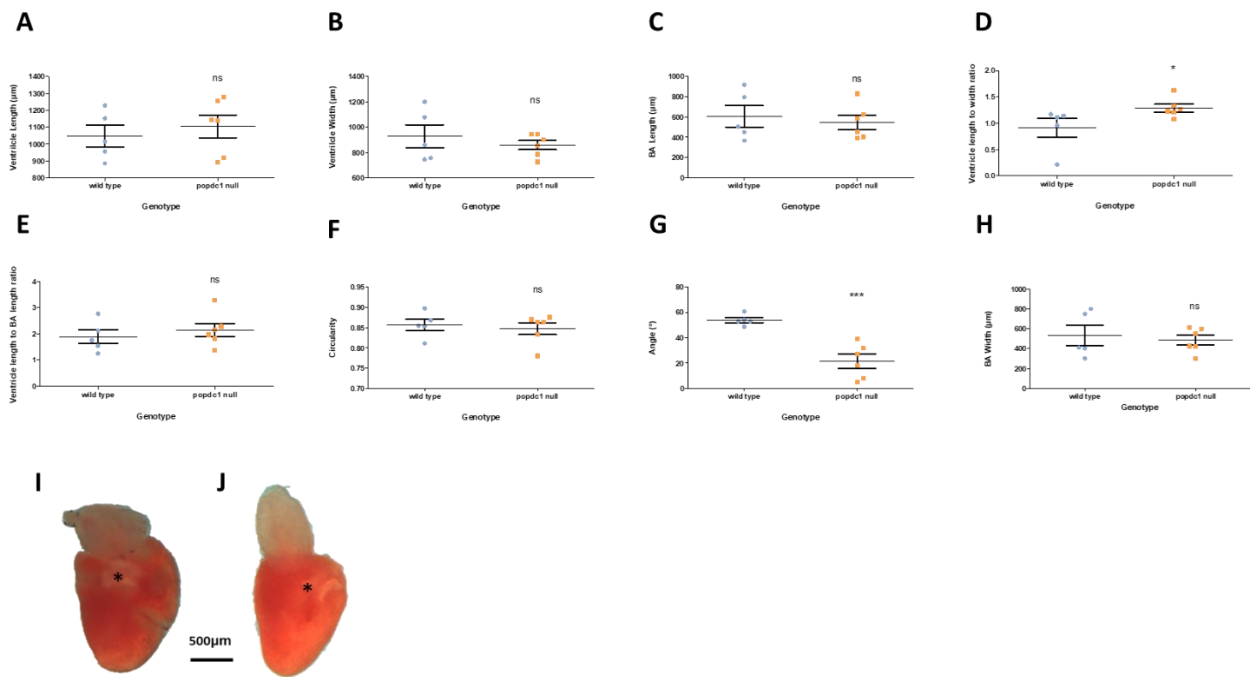 A
Ventricle Length (µm)
1400
1300
1200
1100
1000
900
800
ns
wild type
popdc1 null
Genotype
B
Ventricle Width (µm)
1400
1200
1000
800
600
ns
wild type
popdc1 null
Genotype
C
BA Length (µm)
1000
800
600
400
200
0
ns
wild type
popdc1 null
Genotype
D
Ventricle length to width ratio
2.0
1.5
1.0
0.5
0.0
*
wild type
popdc1 null
Genotype
E
Ventricle length to BA length ratio
4
3
2
1
0
ns
wild type
popdc1 null
Genotype
F
Circularity
0.95
0.90
0.85
0.80
0.75
0.70
ns
wild type
popdc1 null
Genotype
G
Angle (°)
80
60
40
20
0
***
wild type
popdc1 null
Genotype
H
BA Width (µm)
1000
800
600
400
200
0
ns
wild type
popdc1 null
Genotype
I
*
J
*
500µm